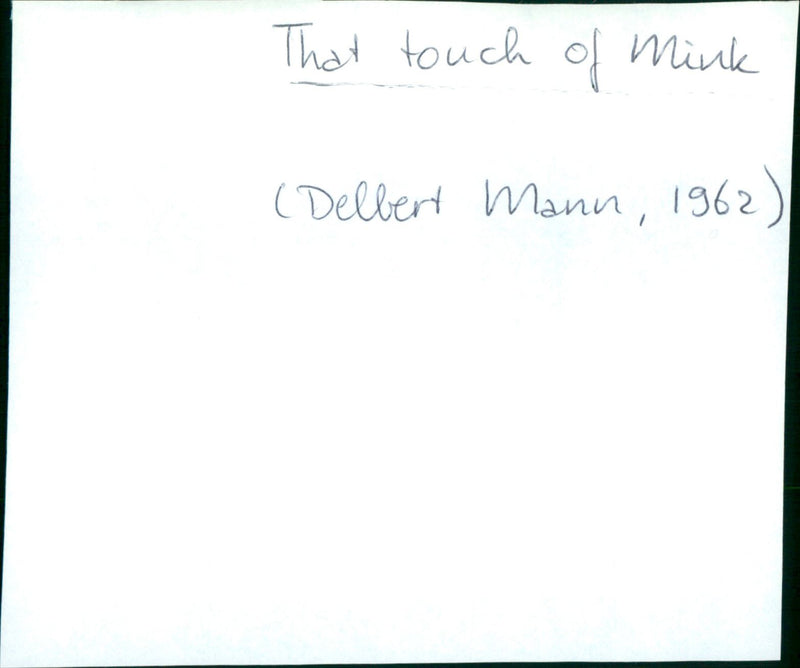 That touch of Mink
(Delbert Mann, 1962)